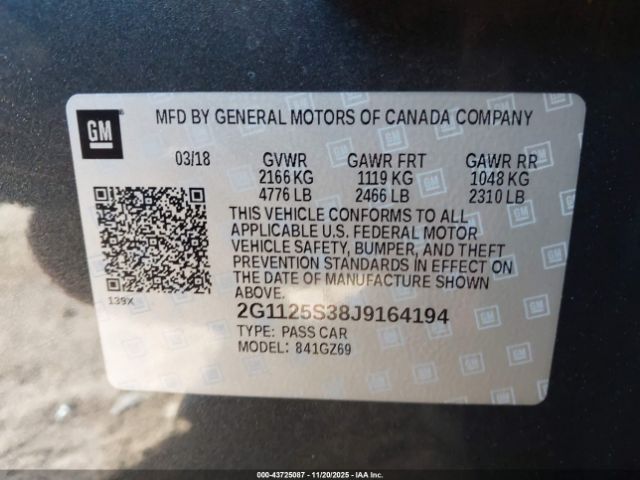 GM
MFD BY GENERAL MOTORS OF CANADA COMPANY
03/18 GVWR GAWR FRT GAWR RR
2166 KG 1119 KG 1048 KG
4776 LB 2466 LB 2310 LB
THIS VEHICLE CONFORMS TO ALL
APPLICABLE U.S. FEDERAL MOTOR
VEHICLE SAFETY, BUMPER, AND THEFT
PREVENTION STANDARDS IN EFFECT ON
THE DATE OF MANUFACTURE SHOWN
ABOVE.
139X
2G1125S38J9164194
TYPE: PASS CAR
MODEL: 841GZ69
000-43725087 - 11/20/2025 - IAA Inc.